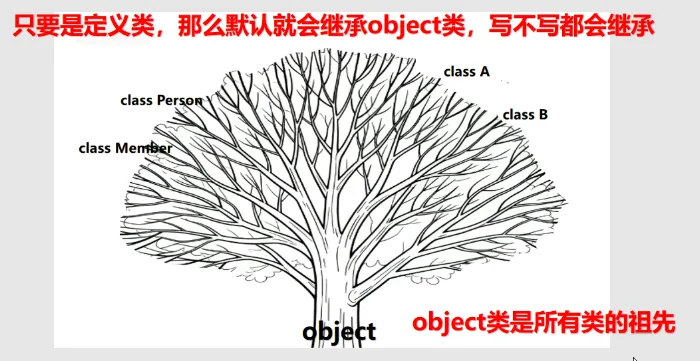 只要是定义类，那么默认就会继承object类，写不写都会继承
class A
class Person
class B
class Member
object类是所有类的祖先
object